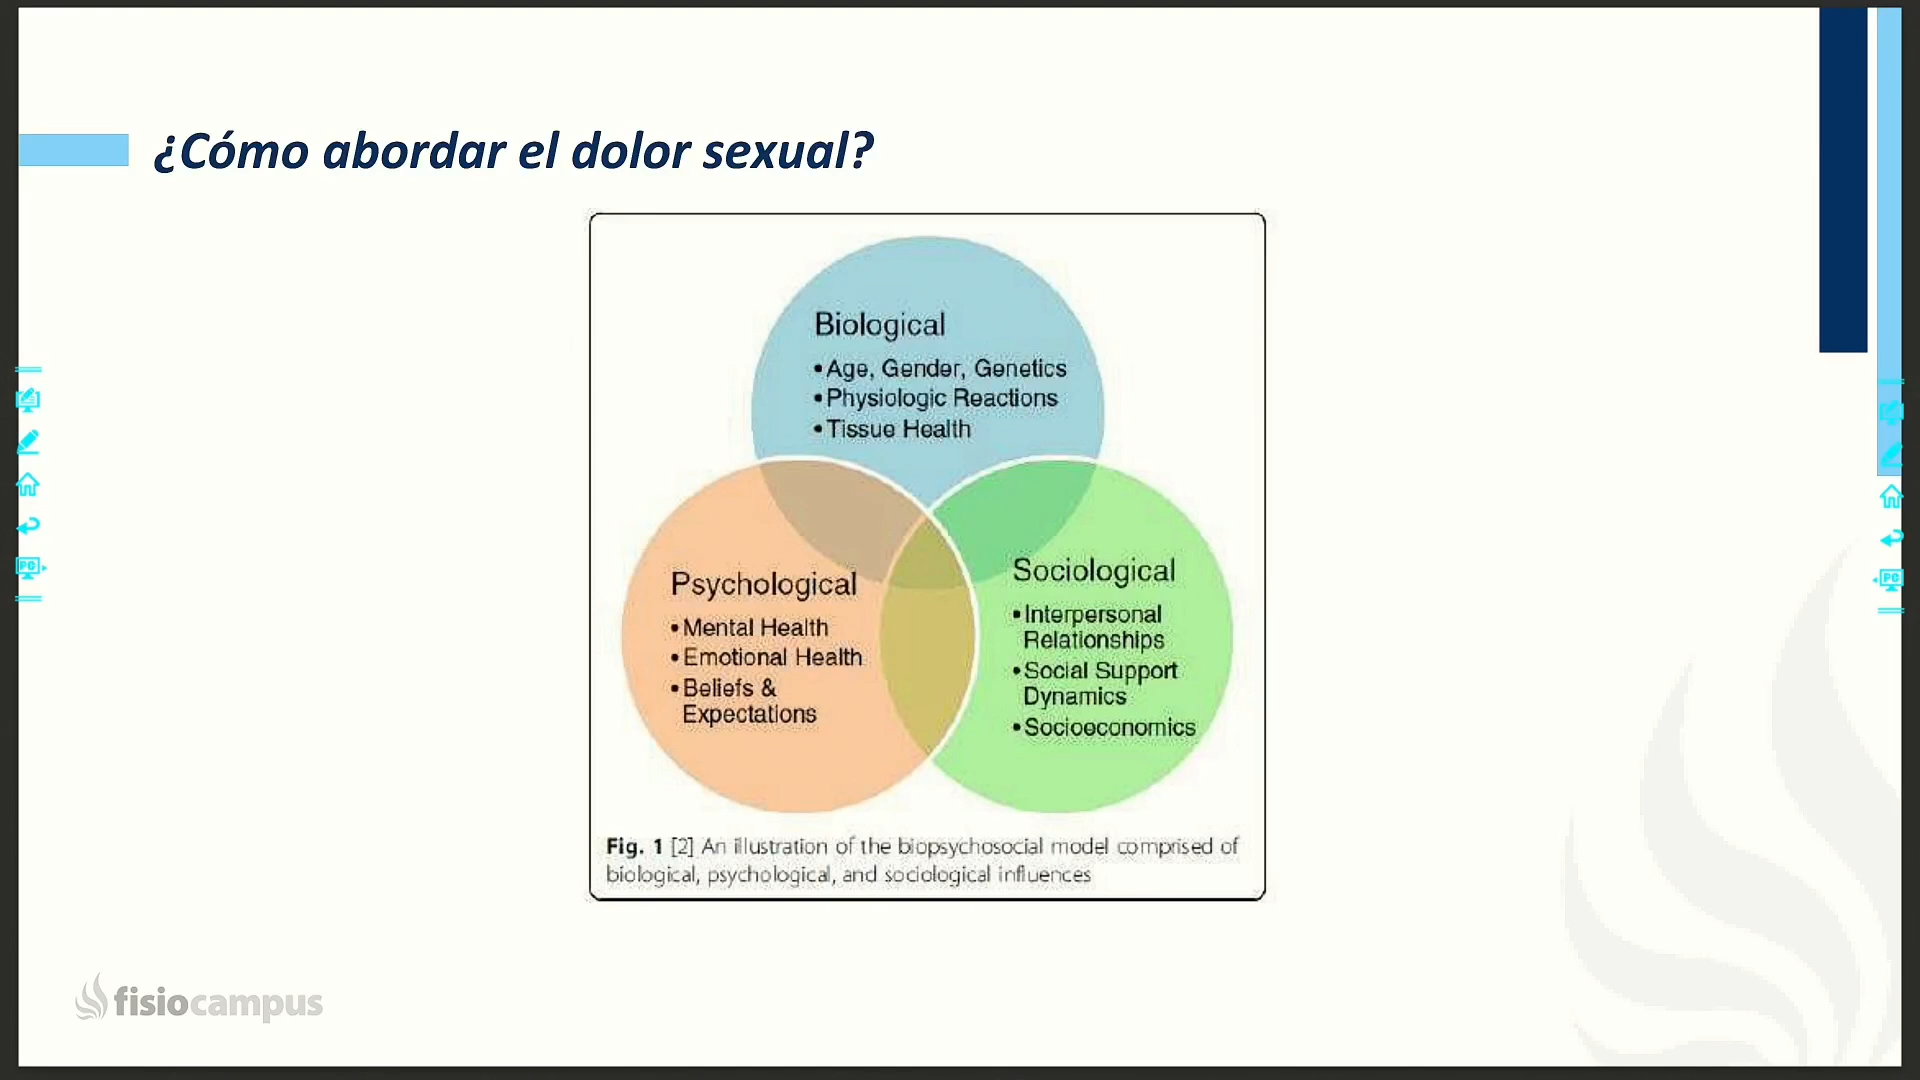 ¿Cómo abordar el dolor sexual?
Biological
•Age, Gender, Genetics
•Physiologic Reactions
•Tissue Health
Psychological
•Mental Health
•Emotional Health
•Beliefs &
Expectations
Sociological
•Interpersonal
Relationships
•Social Support
Dynamics
•Socioeconomics
Fig. 1 [2] An illustration of the biopsychosocial model comprised of
biological, psychological, and sociological influences
PC
PC
fisiocampus